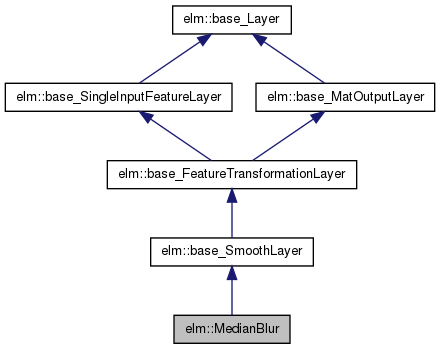 elm::base_Layer
elm::base_SingleInputFeatureLayer
elm::base_MatOutputLayer
elm::base_FeatureTransformationLayer
elm::base_SmoothLayer
elm::MedianBlur